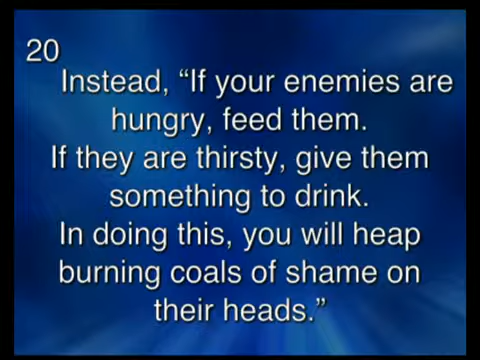 20
Instead, “If your enemies are
hungry, feed them.
If they are thirsty, give them
something to drink.
In doing this, you will heap
burning coals of shame on
their heads.”